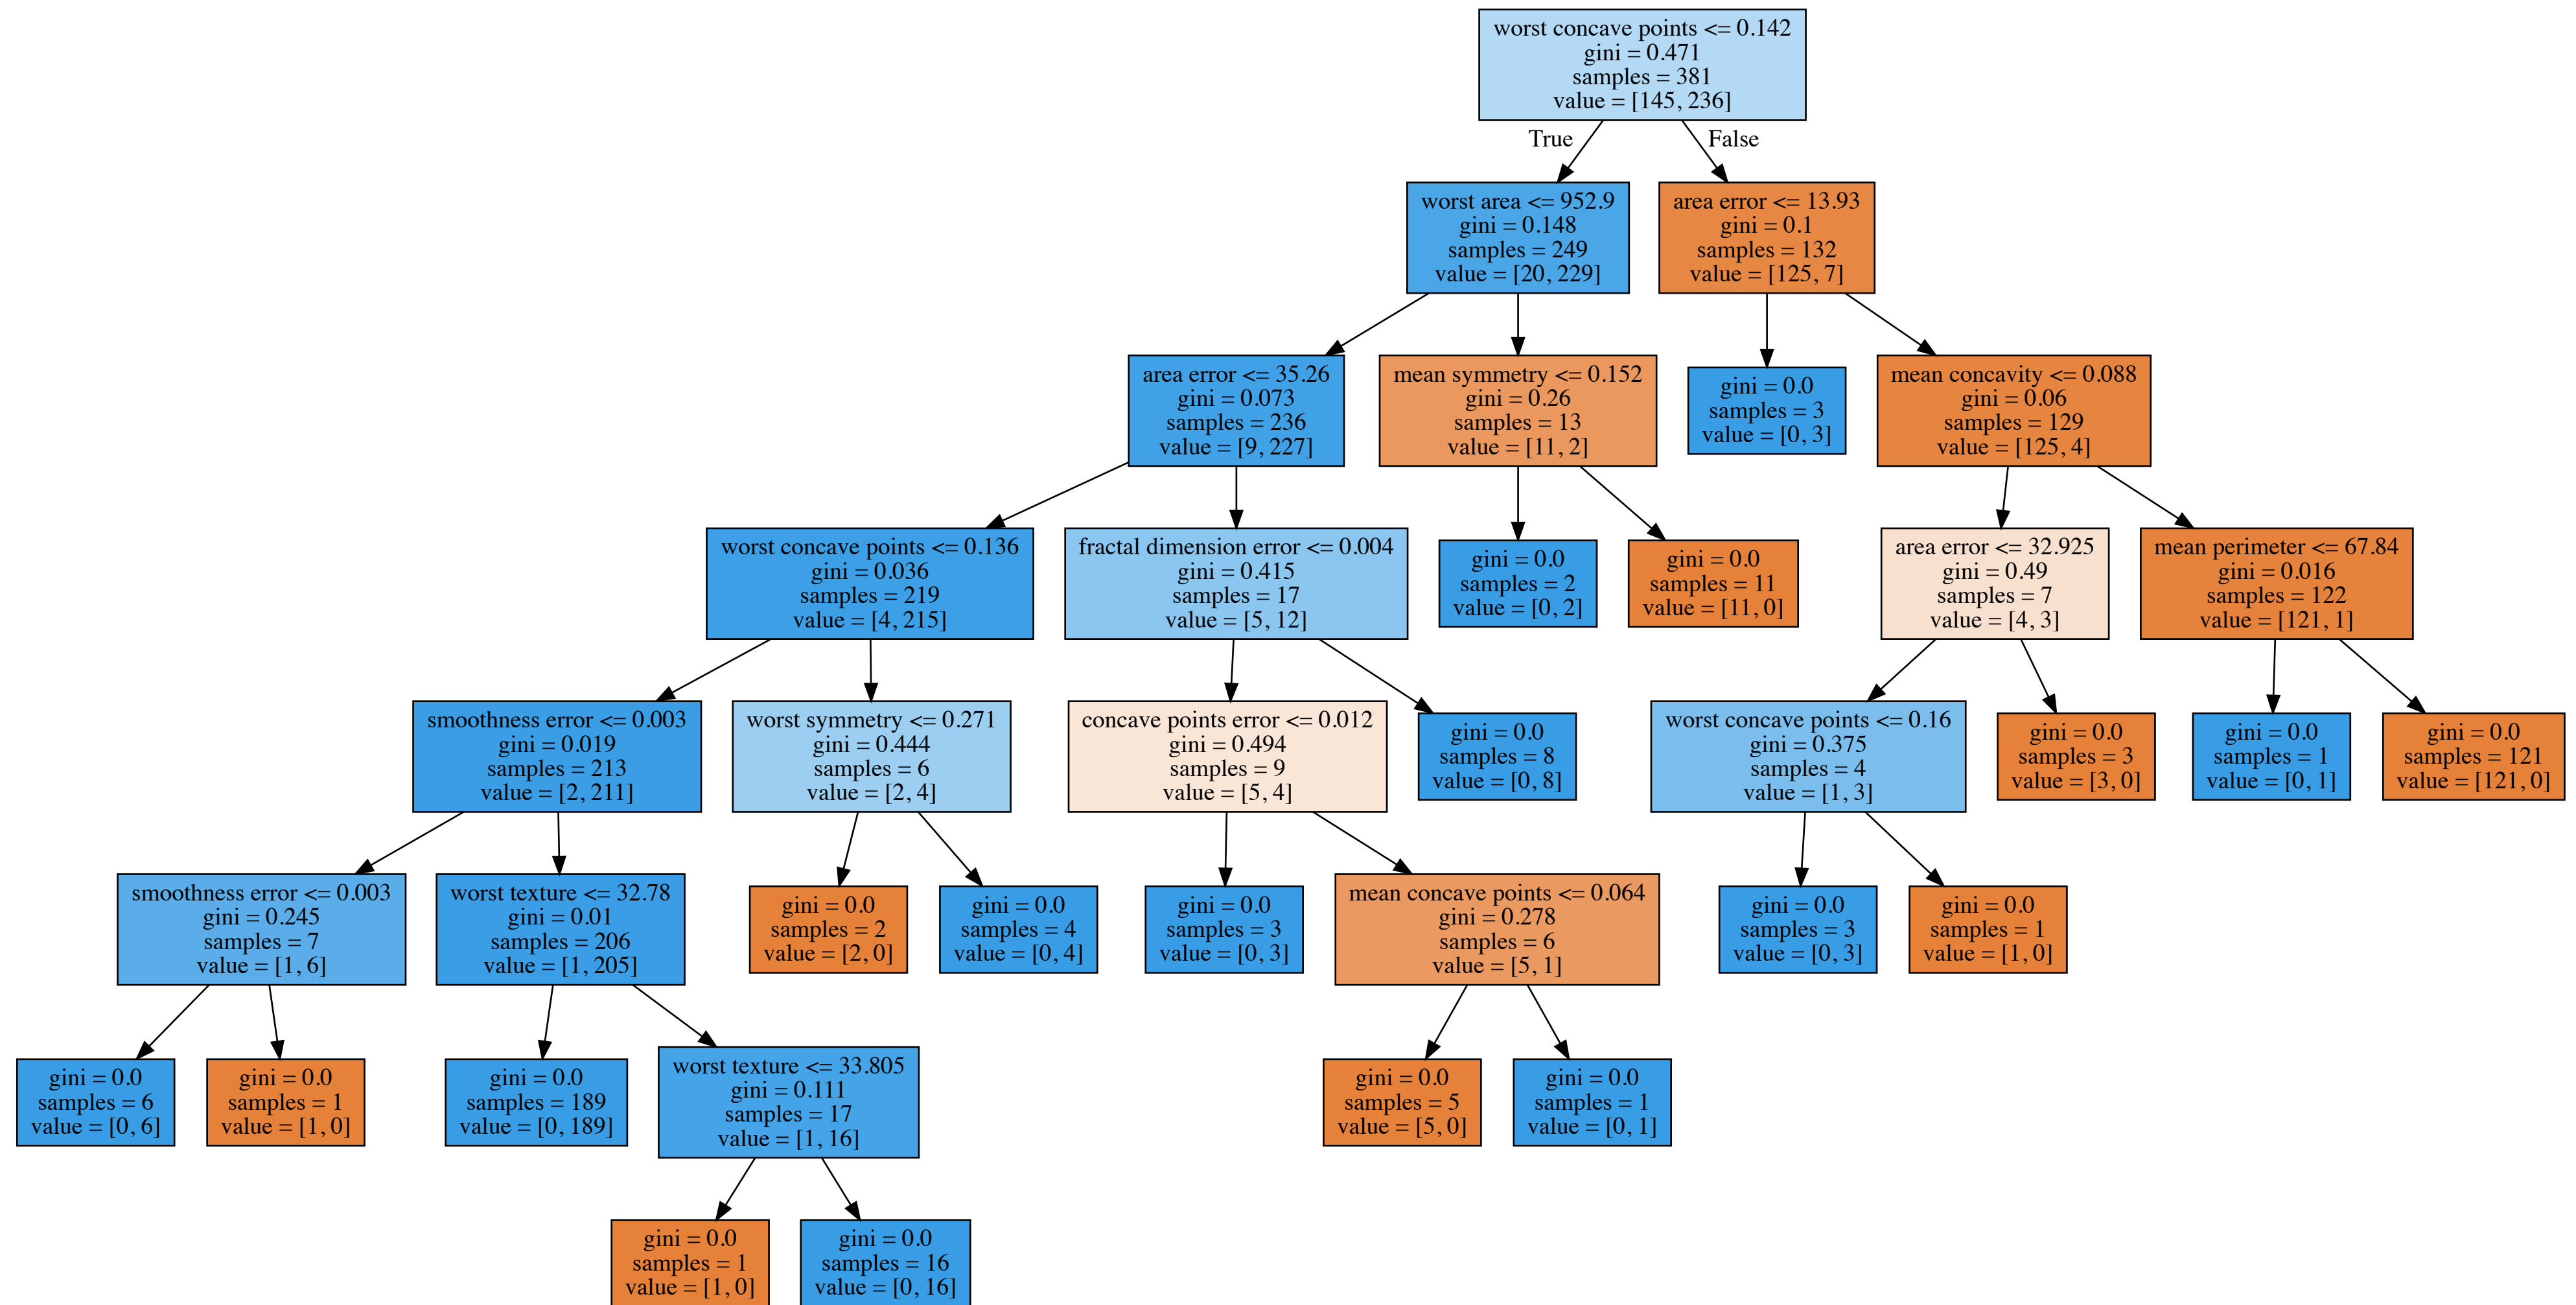 worst concave points <= 0.142
gini = 0.471
samples = 381
value = [145, 236]
True
False
worst area <= 952.9
gini = 0.148
samples = 249
value = [20, 229]
area error <= 13.93
gini = 0.1
samples = 132
value = [125, 7]
area error <= 35.26
gini = 0.073
samples = 236
value = [9, 227]
mean symmetry <= 0.152
gini = 0.26
samples = 13
value = [11, 2]
gini = 0.0
samples = 3
value = [0, 3]
mean concavity <= 0.088
gini = 0.06
samples = 129
value = [125, 4]
worst concave points <= 0.136
gini = 0.036
samples = 219
value = [4, 215]
fractal dimension error <= 0.004
gini = 0.415
samples = 17
value = [5, 12]
gini = 0.0
samples = 2
value = [0, 2]
gini = 0.0
samples = 11
value = [11, 0]
area error <= 32.925
gini = 0.49
samples = 7
value = [4, 3]
mean perimeter <= 67.84
gini = 0.016
samples = 122
value = [121, 1]
smoothness error <= 0.003
gini = 0.019
samples = 213
value = [2, 211]
worst symmetry <= 0.271
gini = 0.444
samples = 6
value = [2, 4]
concave points error <= 0.012
gini = 0.494
samples = 9
value = [5, 4]
gini = 0.0
samples = 8
value = [0, 8]
worst concave points <= 0.16
gini = 0.375
samples = 4
value = [1, 3]
gini = 0.0
samples = 3
value = [3, 0]
gini = 0.0
samples = 1
value = [0, 1]
gini = 0.0
samples = 121
value = [121, 0]
smoothness error <= 0.003
gini = 0.245
samples = 7
value = [1, 6]
worst texture <= 32.78
gini = 0.01
samples = 206
value = [1, 205]
gini = 0.0
samples = 2
value = [2, 0]
gini = 0.0
samples = 4
value = [0, 4]
gini = 0.0
samples = 3
value = [0, 3]
mean concave points <= 0.064
gini = 0.278
samples = 6
value = [5, 1]
gini = 0.0
samples = 3
value = [0, 3]
gini = 0.0
samples = 1
value = [1, 0]
gini = 0.0
samples = 6
value = [0, 6]
gini = 0.0
samples = 1
value = [1, 0]
gini = 0.0
samples = 189
value = [0, 189]
worst texture <= 33.805
gini = 0.111
samples = 17
value = [1, 16]
gini = 0.0
samples = 5
value = [5, 0]
gini = 0.0
samples = 1
value = [0, 1]
gini = 0.0
samples = 1
value = [1, 0]
gini = 0.0
samples = 16
value = [0, 16]